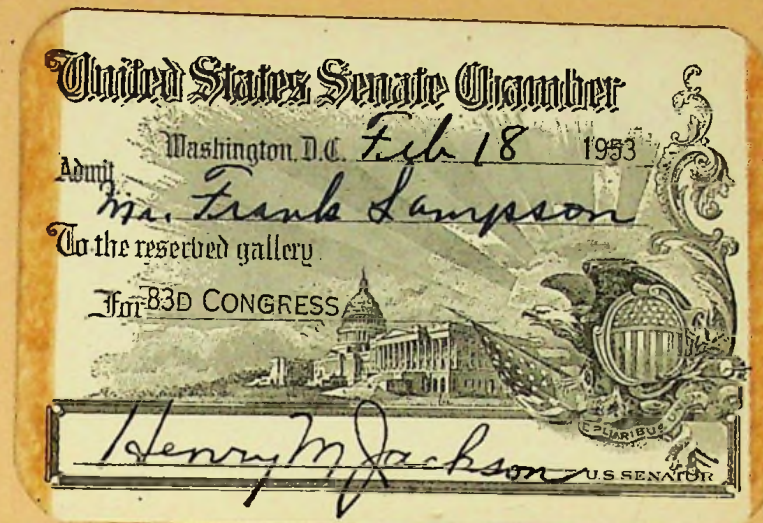 United States Senate Chamber
Washington, D.C. Feb 18 1953
Admit
Mr. Frank Sampson
To the reserved gallery
For 83D CONGRESS
E PLURIBUS UNUM
Henry M Jackson U.S. SENATOR